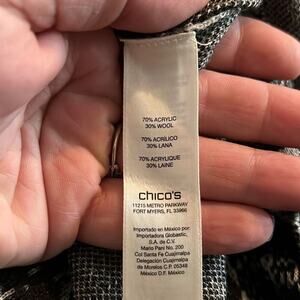 70% ACRYLIC
30% WOOL
70% ACRÍLICO
30% LANA
70% ACRYLIQUE
30% LAINE
chico's
11215 METRO PARKWAY
FORT MYERS, FL 33966
Importado en México por:
Importadora Globastic,
S.A. de C.V.
Mario Pani No. 200
Col Santa Fe Cuajimalpa
Delegación Cuajimalpa
de Morelos C.P. 05348
México D.F. México